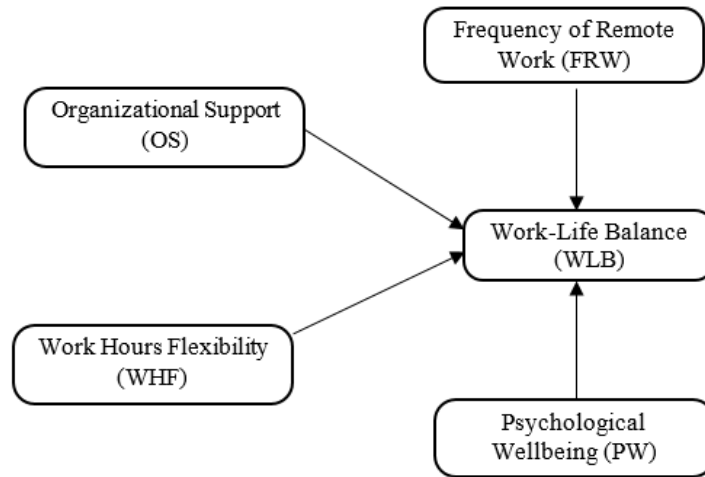 Frequency of Remote
Work (FRW)
Organizational Support
(OS)
Work-Life Balance
(WLB)
Work Hours Flexibility
(WHF)
Psychological
Wellbeing (PW)